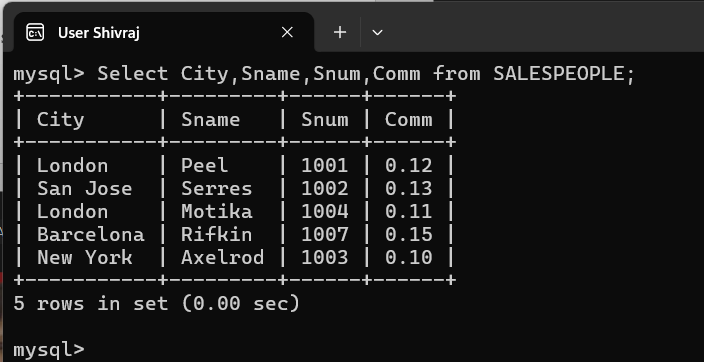 User Shivraj
mysql> Select City,Sname,Snum,Comm from SALESPEOPLE;
+-----------+---------+------+------+
| City      | Sname   | Snum | Comm |
+-----------+---------+------+------+
| London    | Peel    | 1001 | 0.12 |
| San Jose  | Serres  | 1002 | 0.13 |
| London    | Motika  | 1004 | 0.11 |
| Barcelona | Rifkin  | 1007 | 0.15 |
| New York  | Axelrod | 1003 | 0.10 |
+-----------+---------+------+------+
5 rows in set (0.00 sec)
mysql>